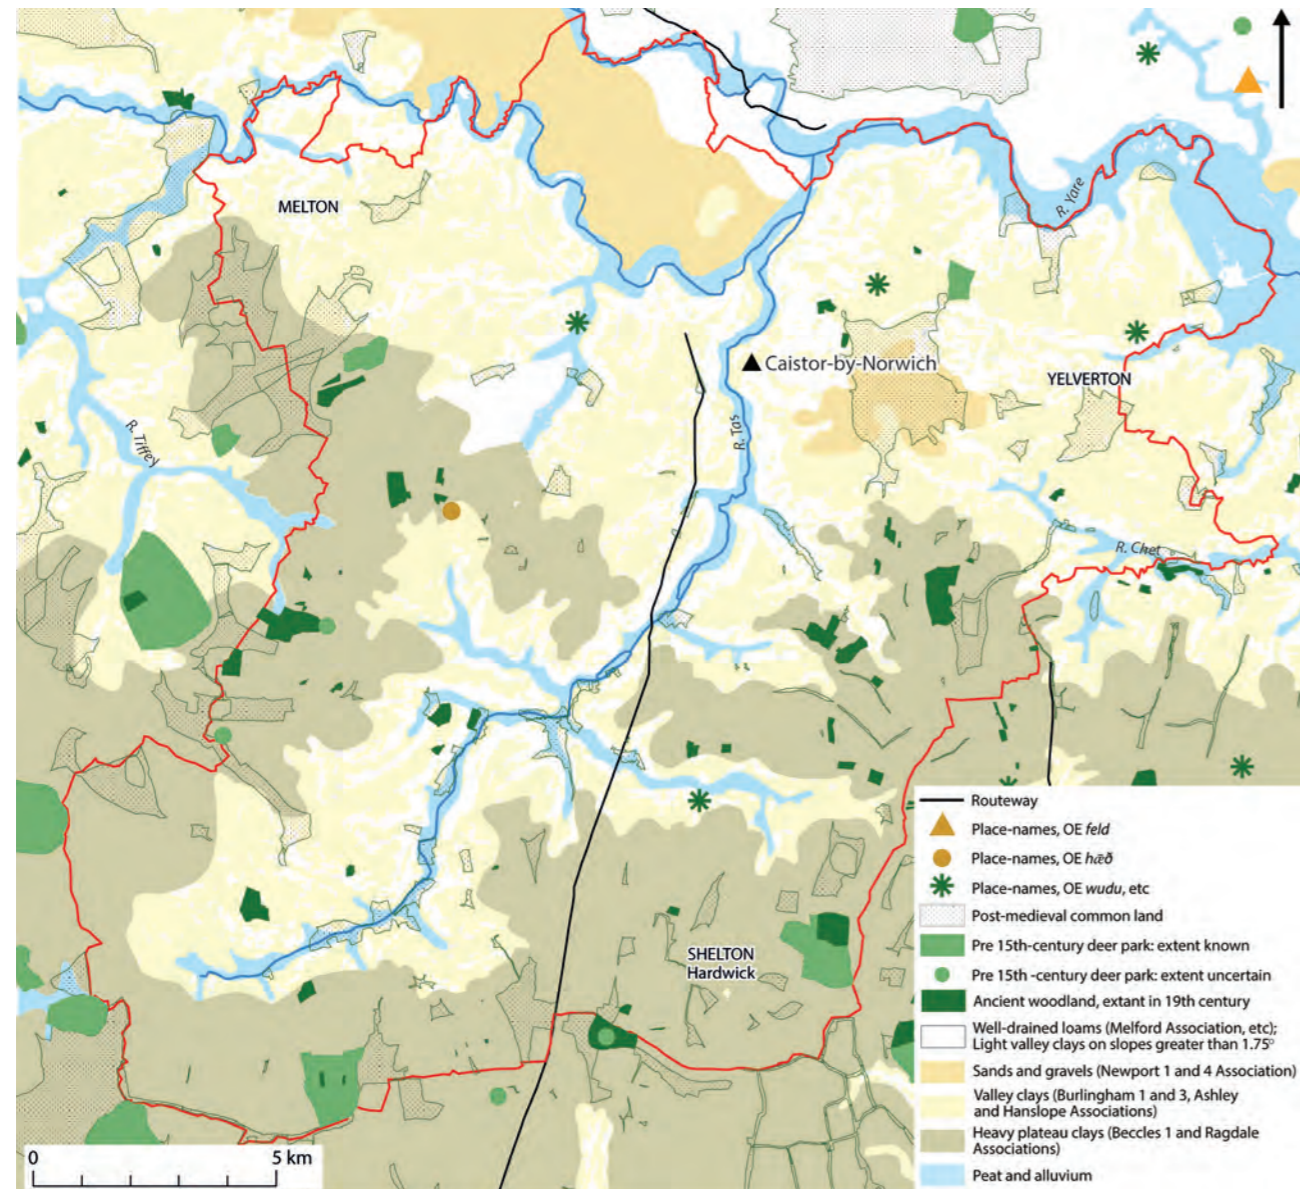 MELTON
R. Yare
Caistor-by-Norwich
YELVERTON
R. Tas
R. Tiffey
R. Chet
SHELTON
Hardwick
Routeway
Place-names, OE feld
Place-names, OE hǣð
Place-names, OE wudu, etc
Post-medieval common land
Pre 15th-century deer park: extent known
Pre 15th -century deer park: extent uncertain
Ancient woodland, extant in 19th century
Well-drained loams (Melford Association, etc);
Light valley clays on slopes greater than 1.75°
Sands and gravels (Newport 1 and 4 Association)
Valley clays (Burlingham 1 and 3, Ashley
and Hanslope Associations)
Heavy plateau clays (Beccles 1 and Ragdale
Associations)
Peat and alluvium
0 5 km